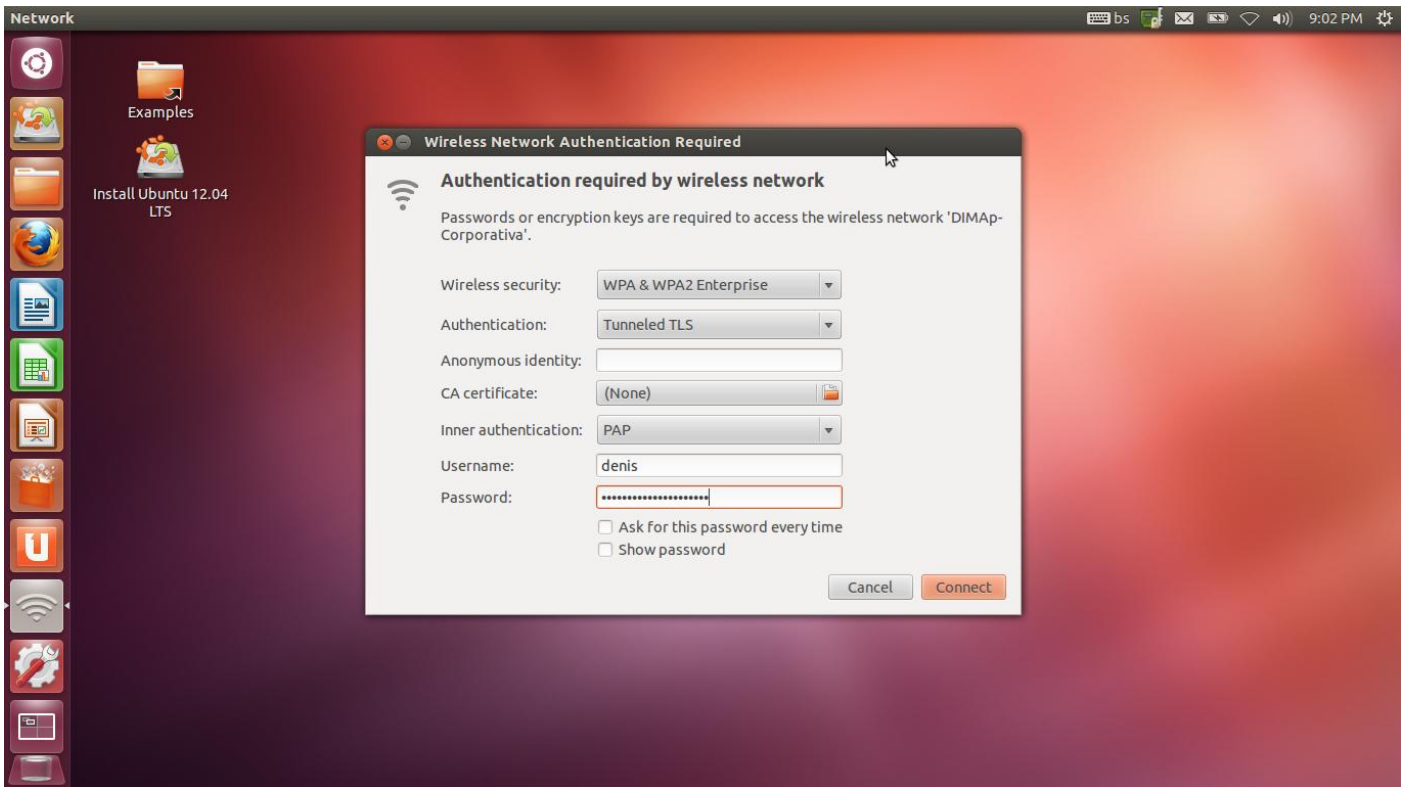 Network
bs
9:02 PM
Examples
Install Ubuntu 12.04
LTS
Wireless Network Authentication Required
Authentication required by wireless network
Passwords or encryption keys are required to access the wireless network 'DIMAp-
Corporativa'.
Wireless security: WPA & WPA2 Enterprise
Authentication: Tunneled TLS
Anonymous identity:
CA certificate: (None)
Inner authentication: PAP
Username: denis
Password: •••••••••••••••••••••
Ask for this password every time
Show password
Cancel Connect